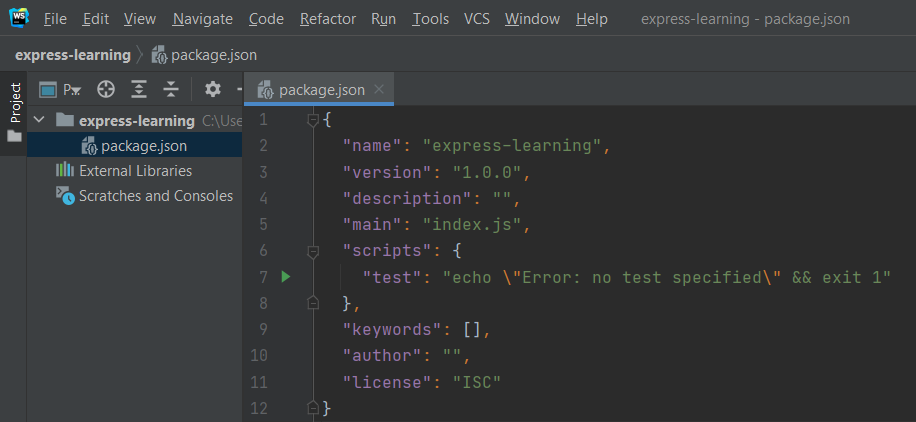 WS File Edit View Navigate Code Refactor Run Tools VCS Window Help express-learning - package.json
express-learning package.json
Project
P...
express-learning C:\Use
package.json
External Libraries
Scratches and Consoles
package.json
1 {
2 "name": "express-learning",
3 "version": "1.0.0",
4 "description": "",
5 "main": "index.js",
6 "scripts": {
7 "test": "echo \"Error: no test specified\" && exit 1"
8 },
9 "keywords": [],
10 "author": "",
11 "license": "ISC"
12 }